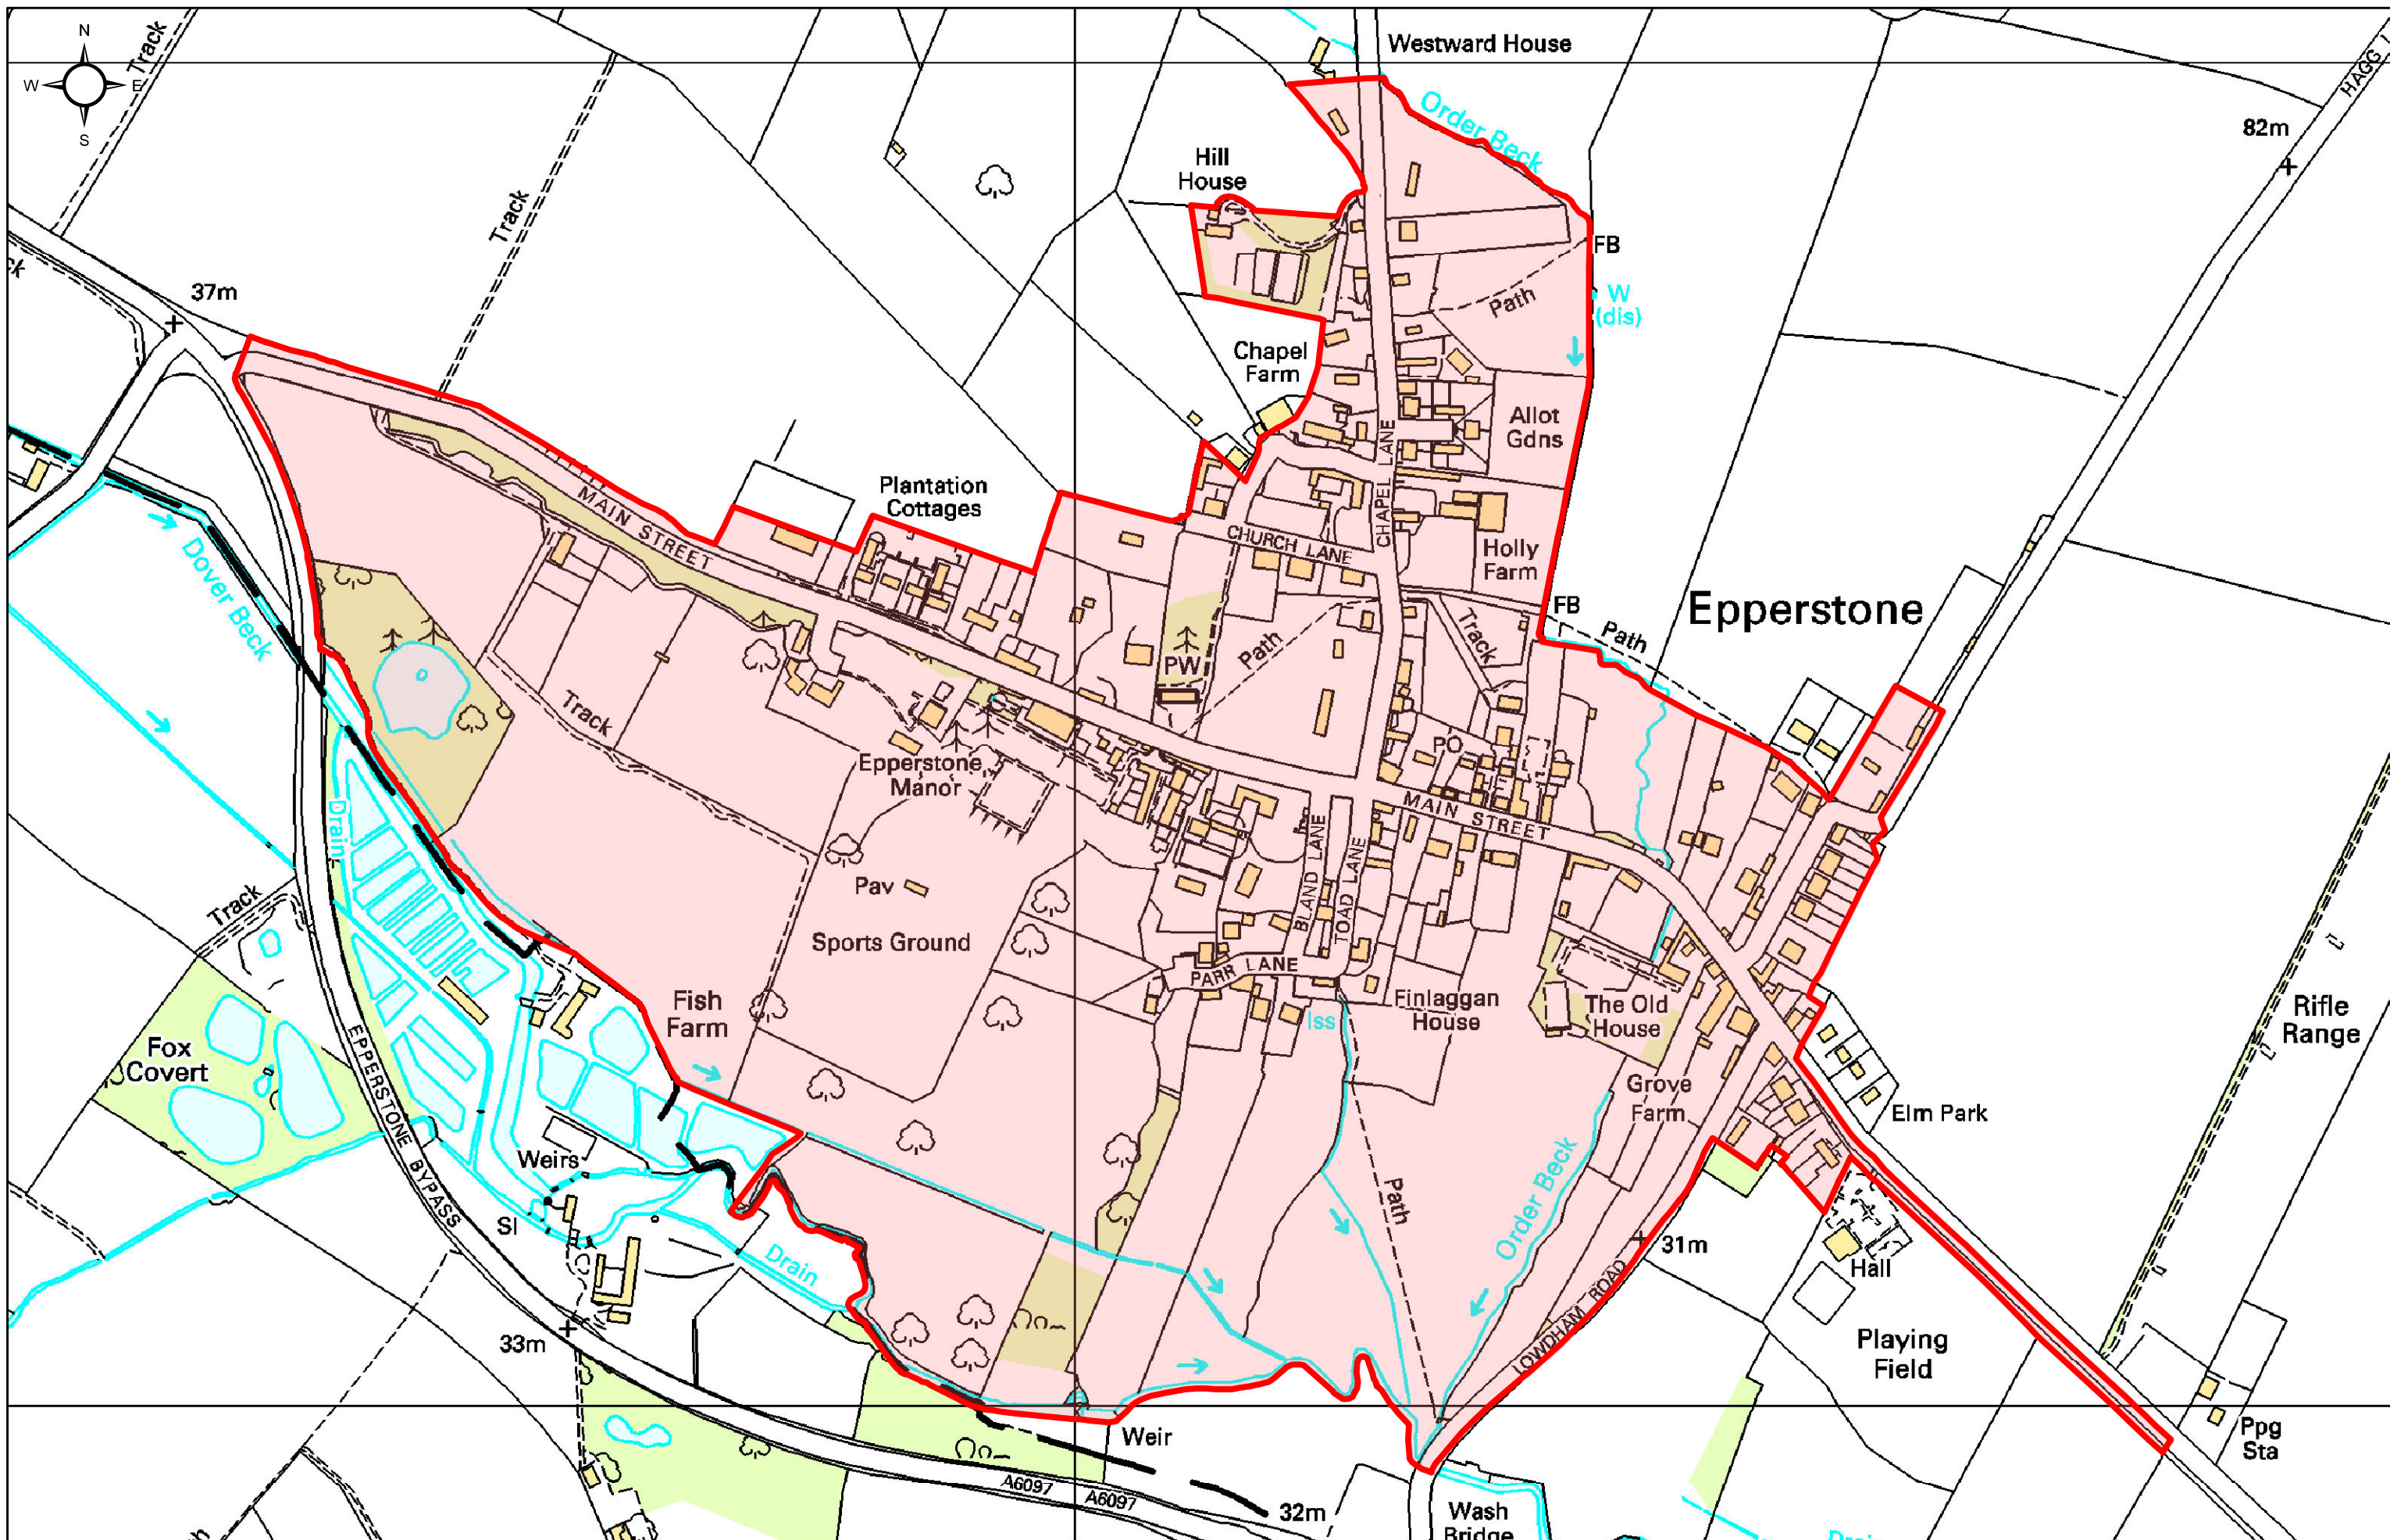 N
W
E
S
Track
Westward House
HAGG
Order Beck
82m
Hill
House
Track
FB
W
(dis)
Path
37m
Chapel
Farm
Allot
Gdns
CHAPEL LANE
Plantation
Cottages
MAIN STREET
CHURCH LANE
Holly
Farm
FB
Epperstone
Path
Dover Beck
Track
Path
PW
Track
PO
Epperstone
Manor
MAIN STREET
Drain
BLAND LANE
TOAD LANE
Pav
Track
Sports Ground
PARR LANE
Finlaggan
House
The Old
House
Iss
Fish
Farm
Rifle
Range
Fox
Covert
EPPERSTONE BYPASS
Grove
Farm
Elm Park
Weirs
Path
Order Beck
SI
Drain
31m
Hall
LOWDHAM ROAD
33m
Playing
Field
Weir
Ppg
Sta
A6097
A6097
32m
Wash
Bridge
Drain